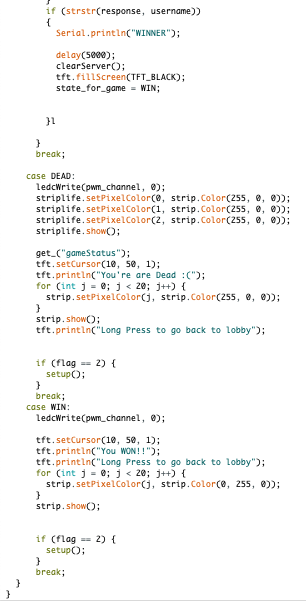 }
if (strstr(response, username))
{
Serial.println("WINNER");
delay(5000);
clearServer();
tft.fillScreen(TFT_BLACK);
state_for_game = WIN;
}l
}
break;
case DEAD:
ledcWrite(pwm_channel, 0);
striplife.setPixelColor(0, strip.Color(255, 0, 0));
striplife.setPixelColor(1, strip.Color(255, 0, 0));
striplife.setPixelColor(2, strip.Color(255, 0, 0));
striplife.show();
get_("gameStatus");
tft.setCursor(10, 50, 1);
tft.println("You're are Dead :(");
for (int j = 0; j < 20; j++) {
strip.setPixelColor(j, strip.Color(255, 0, 0));
}
strip.show();
tft.println("Long Press to go back to lobby");
if (flag == 2) {
setup();
}
break;
case WIN:
ledcWrite(pwm_channel, 0);
tft.setCursor(10, 50, 1);
tft.println("You WON!!");
tft.println("Long Press to go back to lobby");
for (int j = 0; j < 20; j++) {
strip.setPixelColor(j, strip.Color(0, 255, 0));
}
strip.show();
if (flag == 2) {
setup();
}
break;
}
}